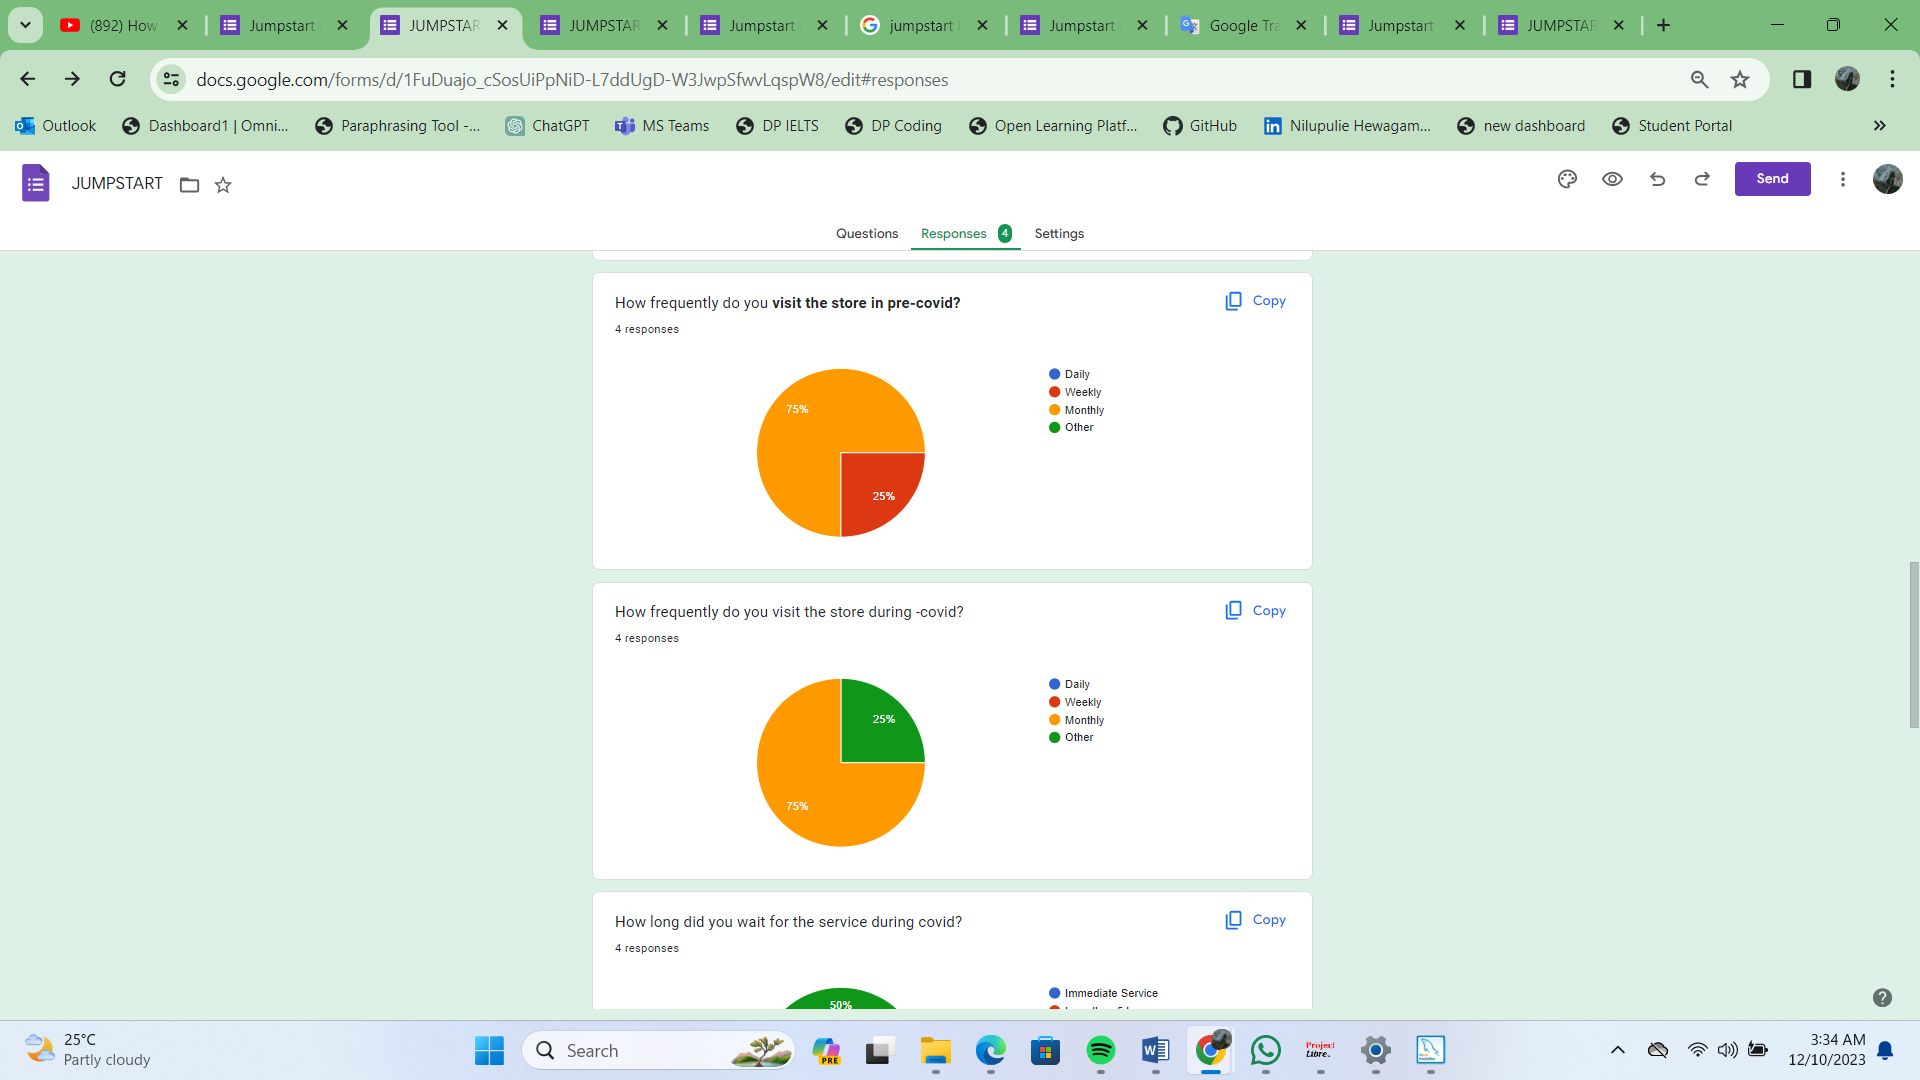 (892) How
Jumpstart
JUMPSTAR
JUMPSTAR
Jumpstart
jumpstart
Jumpstart
Google Tra
Jumpstart
JUMPSTAR
docs.google.com/forms/d/1FuDuajo_cSosUiPpNiD-L7ddUgD-W3JwpSfwvLqspW8/edit#responses
Outlook
Dashboard1 | Omni...
Paraphrasing Tool -...
ChatGPT
MS Teams
DP IELTS
DP Coding
Open Learning Platf...
GitHub
Nilupulie Hewagam...
new dashboard
Student Portal
JUMPSTART
Send
Questions
Responses 4
Settings
How frequently do you visit the store in pre-covid?
Copy
4 responses
75%
25%
Daily
Weekly
Monthly
Other
How frequently do you visit the store during -covid?
Copy
4 responses
25%
75%
Daily
Weekly
Monthly
Other
How long did you wait for the service during covid?
Copy
4 responses
50%
Immediate Service
25°C
Partly cloudy
Search
PRE
Project
Libre.
3:34 AM
12/10/2023